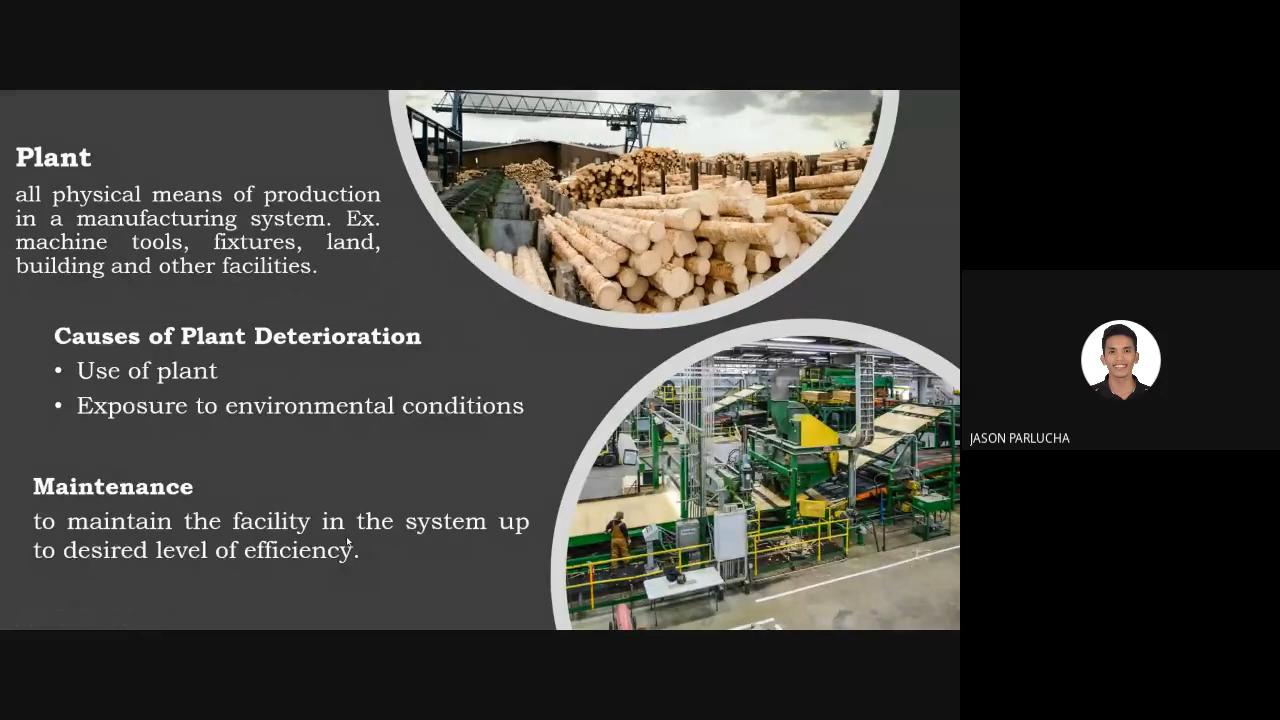 Plant
all physical means of production
in a manufacturing system. Ex.
machine tools, fixtures, land,
building and other facilities.
Causes of Plant Deterioration
• Use of plant
• Exposure to environmental conditions
Maintenance
to maintain the facility in the system up
to desired level of efficiency.
JASON PARLUCHA